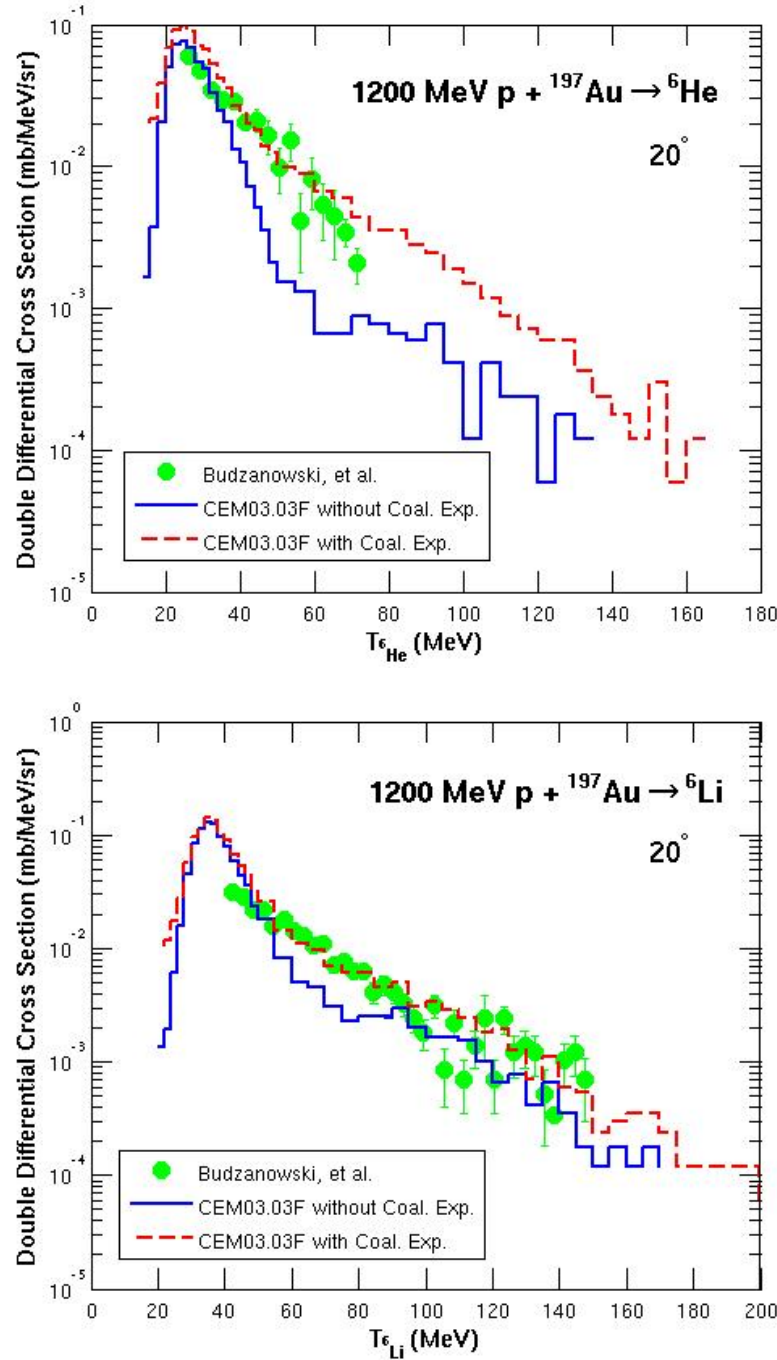 Double Differential Cross Section (mb/MeV/sr)
10⁻¹
10⁻²
10⁻³
10⁻⁴
10⁻⁵
1200 MeV p + ¹⁹⁷Au → ⁶He
20°
Budzanowski, et al.
CEM03.03F without Coal. Exp.
CEM03.03F with Coal. Exp.
0 20 40 60 80 100 120 140 160 180
T⁶He (MeV)
Double Differential Cross Section (mb/MeV/sr)
10⁰
10⁻¹
10⁻²
10⁻³
10⁻⁴
10⁻⁵
1200 MeV p + ¹⁹⁷Au → ⁶Li
20°
Budzanowski, et al.
CEM03.03F without Coal. Exp.
CEM03.03F with Coal. Exp.
0 20 40 60 80 100 120 140 160 180 200
T⁶Li (MeV)